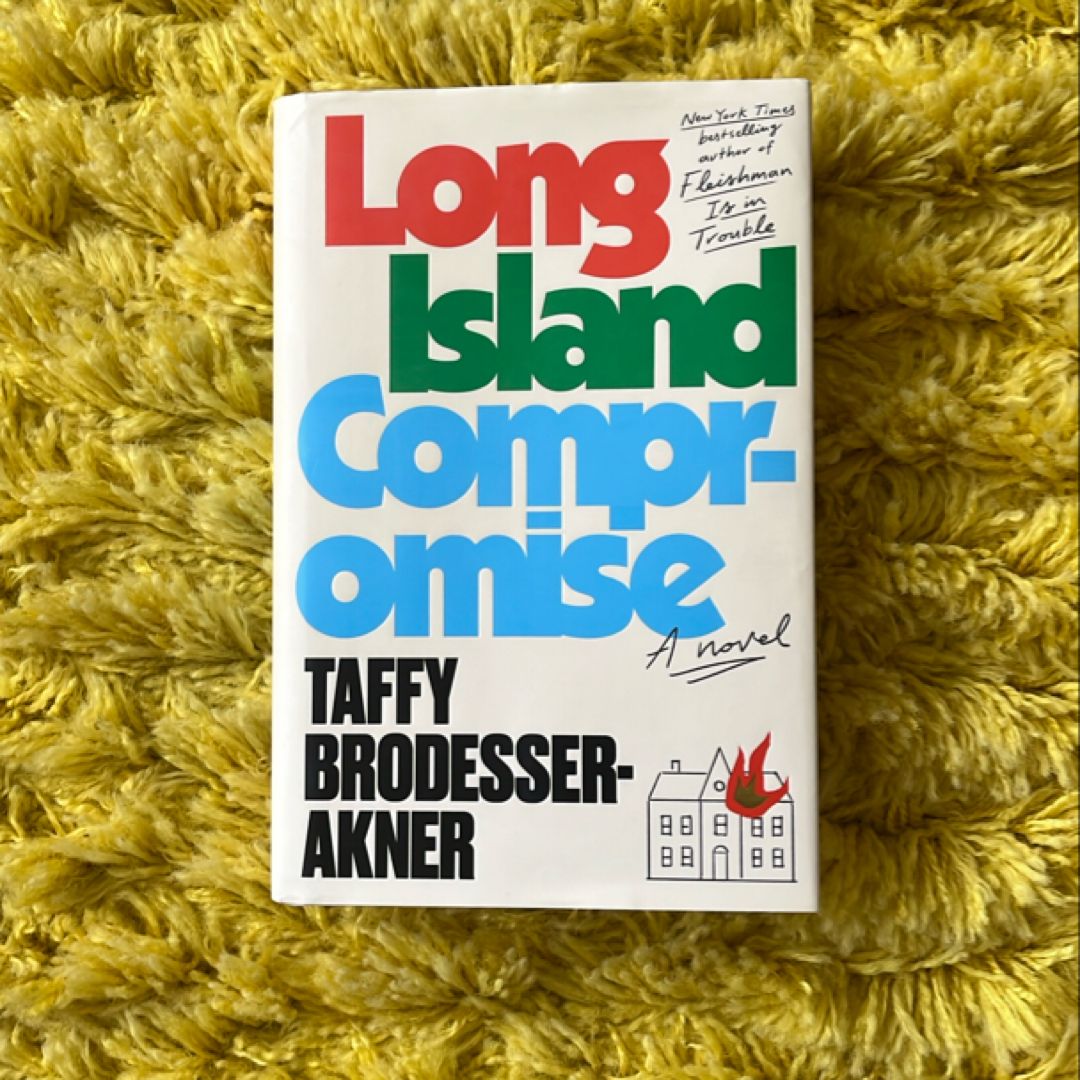 Long
Island
Compr-
omise
New York Times
bestselling
author of
Fleishman
Is in
Trouble
A novel
TAFFY
BRODESSER-
AKNER